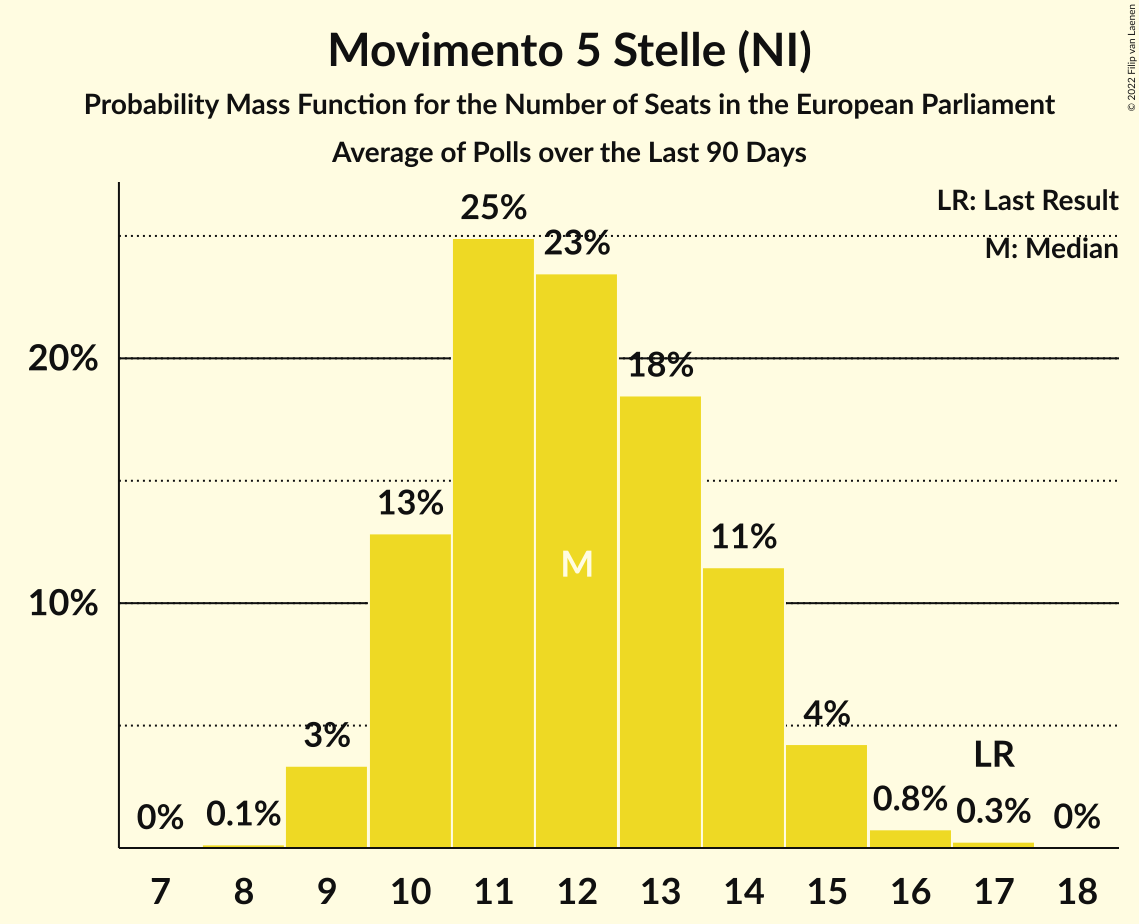 Movimento 5 Stelle (NI)
Probability Mass Function for the Number of Seats in the European Parliament
Average of Polls over the Last 90 Days
© 2022 Filip van Laenen
LR: Last Result
M: Median
25%
23%
20%
18%
13%
11%
M
10%
4%
3%
LR
0%
0.1%
0.8%
0.3%
0%
7 8 9 10 11 12 13 14 15 16 17 18